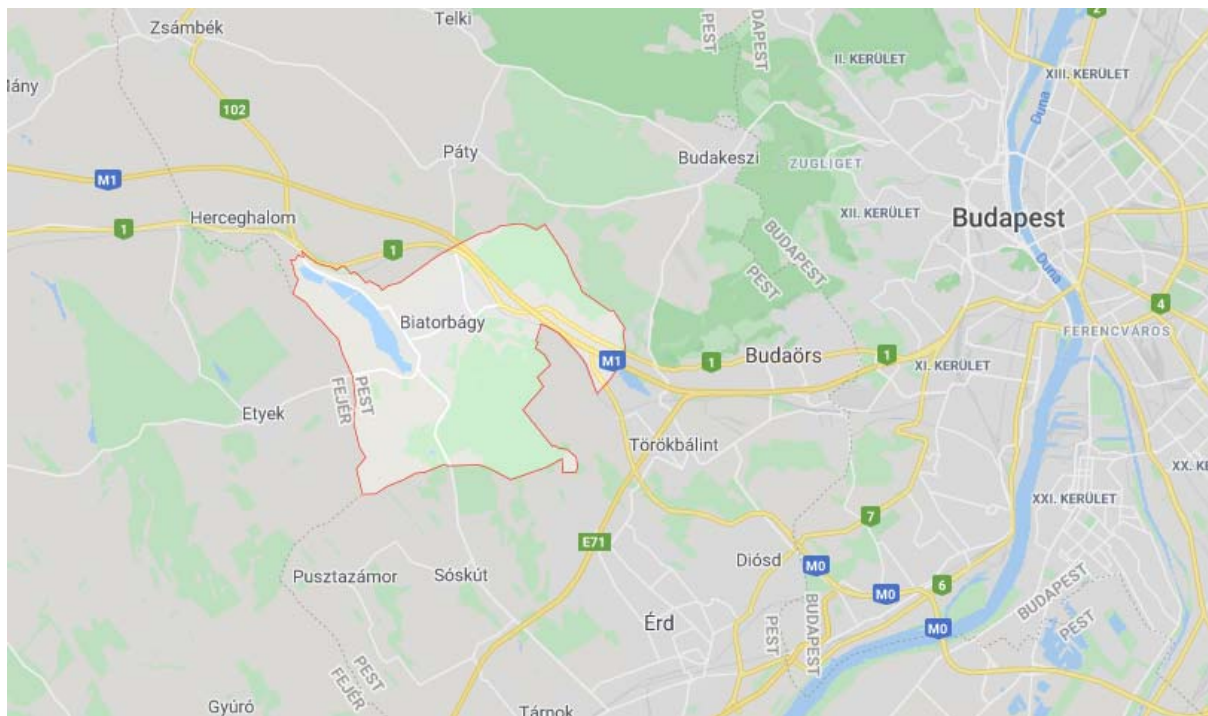 Zsámbék
Telki
PEST
BUDAPEST
II. KERÜLET
2
XIII. KERÜLET
Duna
Mány
102
Páty
Budakeszi
ZUGLIGET
M1
Herceghalom
1
1
XII. KERÜLET
Budapest
BUDAPEST
PEST
Duna
4
Biatorbágy
FERENCVÁROS
M1
1
Budaörs
1
XI. KERÜLET
PEST
FEJÉR
Etyek
Törökbálint
XX. KE
XXI. KERÜLET
7
E71
Diósd
M0
Pusztazámor
Sóskút
6
M0
BUDAPEST
PEST
Érd
M0
PEST
BUDAPEST
PEST
FEJÉR
Gyúró
Tárnok